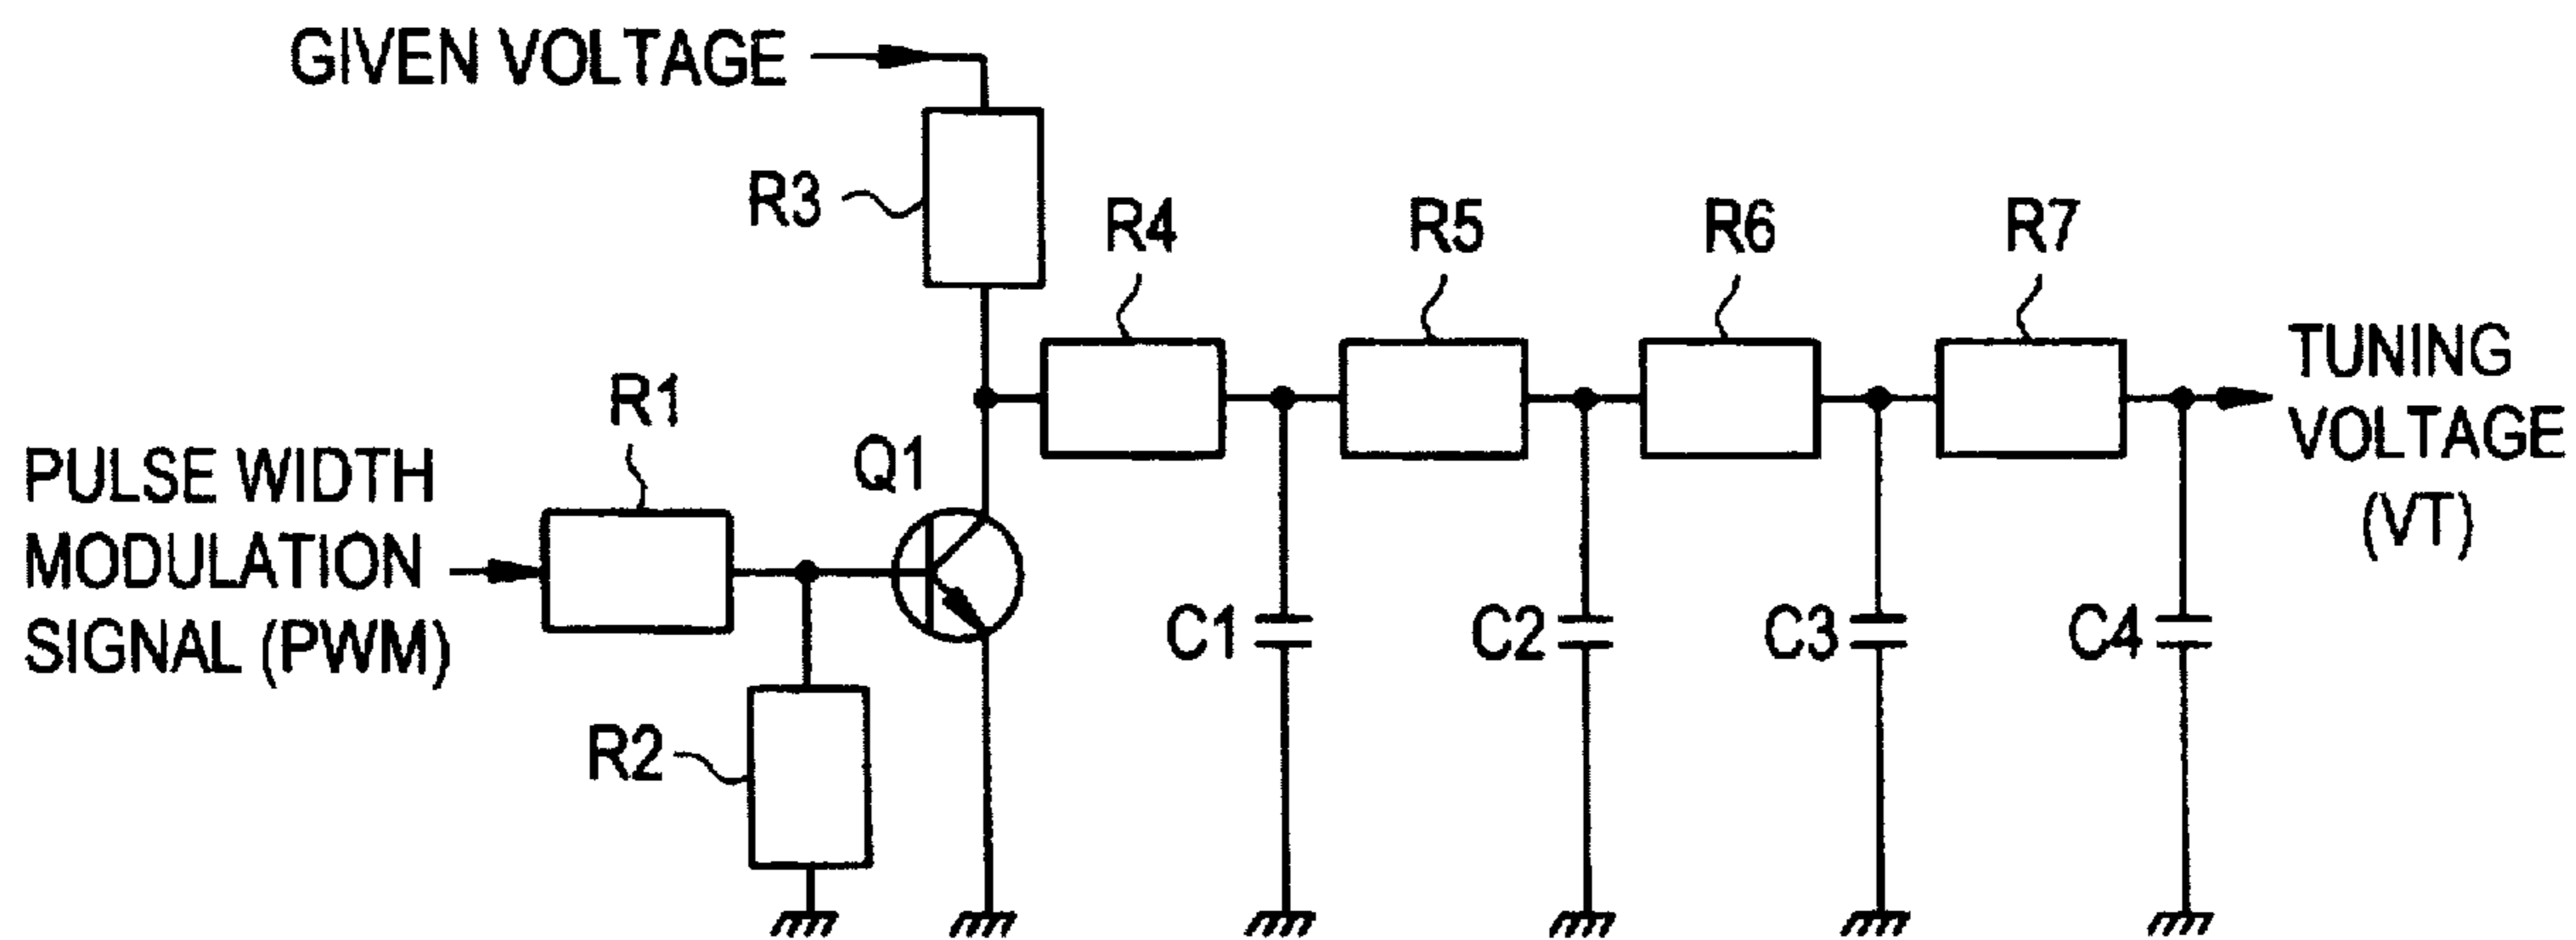 GIVEN VOLTAGE
R3
R4
R5
R6
R7
TUNING
VOLTAGE
(VT)
R1
Q1
PULSE WIDTH
MODULATION
SIGNAL (PWM)
C1
C2
C3
C4
R2